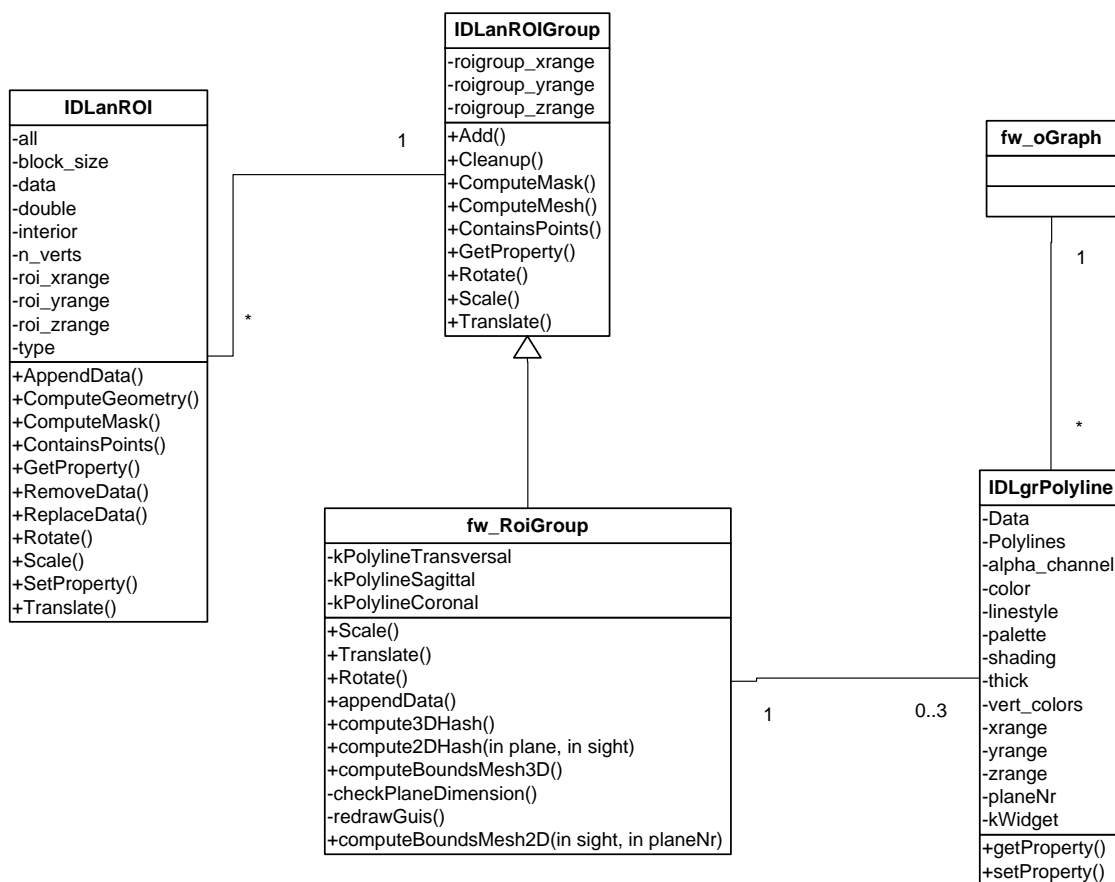 IDLanROIGroup
-roigroup_xrange
-roigroup_yrange
-roigroup_zrange
+Add()
+Cleanup()
+ComputeMask()
+ComputeMesh()
+ContainsPoints()
+GetProperty()
+Rotate()
+Scale()
+Translate()
IDLanROI
-all
-block_size
-data
-double
-interior
-n_verts
-roi_xrange
-roi_yrange
-roi_zrange
-type
+AppendData()
+ComputeGeometry()
+ComputeMask()
+ContainsPoints()
+GetProperty()
+RemoveData()
+ReplaceData()
+Rotate()
+Scale()
+SetProperty()
+Translate()
1
*
fw_oGraph
1
*
fw_RoiGroup
-kPolylineTransversal
-kPolylineSagittal
-kPolylineCoronal
+Scale()
+Translate()
+Rotate()
+appendData()
+compute3DHash()
+compute2DHash(in plane, in sight)
+computeBoundsMesh3D()
-checkPlaneDimension()
-redrawGuis()
+computeBoundsMesh2D(in sight, in planeNr)
1
0..3
IDLgrPolyline
-Data
-Polylines
-alpha_channel
-color
-linestyle
-palette
-shading
-thick
-vert_colors
-xrange
-yrange
-zrange
-planeNr
-kWidget
+getProperty()
+setProperty()